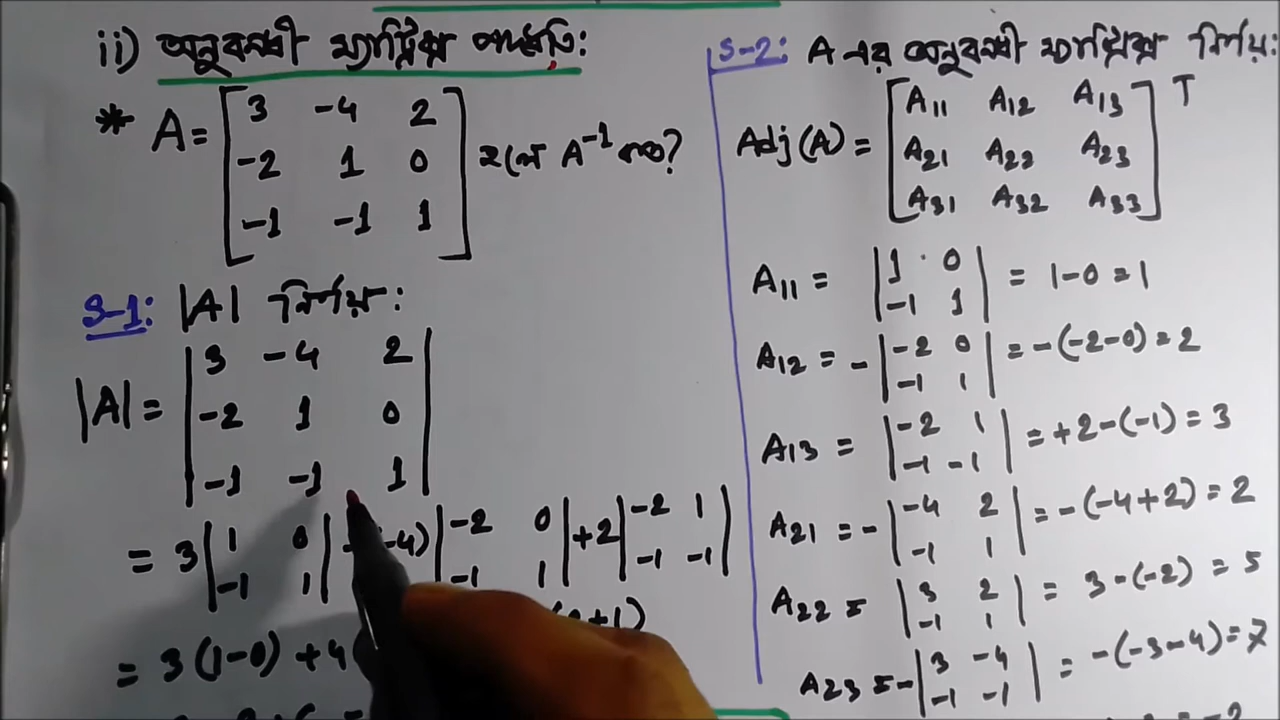 ii) অনুবন্ধী ম্যাট্রিক্স পদ্ধতি:
* A = [ 3 -4 2
-2 1 0
-1 -1 1 ] হলে A⁻¹ কত?
S-1: |A| নির্ণয়:
|A| = | 3 -4 2
-2 1 0
-1 -1 1 |
= 3 | 1 0 | -4) | -2 0 | +2 | -2 1 |
| -1 1 | | -1 1 | | -1 -1 |
= 3(1-0) +4 +1)
S-2: A এর অনুবন্ধী ম্যাট্রিক্স নির্ণয়:
Adj(A) = [ A11 A12 A13
A21 A22 A23
A31 A32 A33 ] T
A11 = | 1 0 | = 1-0 = 1
| -1 1 |
A12 = - | -2 0 | = -(-2-0) = 2
| -1 1 |
A13 = | -2 1 | = +2-(-1) = 3
| -1 -1 |
A21 = - | -4 2 | = -(-4+2) = 2
| -1 1 |
A22 = | 3 2 | = 3-(-2) = 5
| -1 1 |
A23 = - | 3 -4 | = -(-3-4) = 7
| -1 -1 |